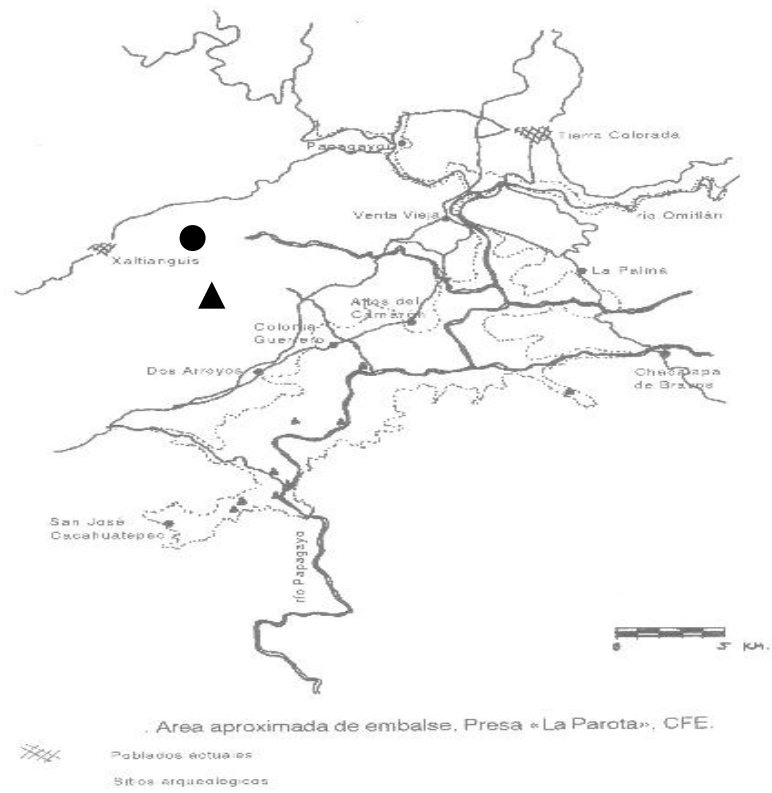 Papagayo
Tierra Colorada
Venta Vieja
río Omitlán
Xaltianguis
La Palma
Altos del
Camarón
Colonia
Guerrero
Dos Arroyos
Chacalapa
de Bravos
San José
Cacahuatepec
río Papagayo
0 5 KM.
. Area aproximada de embalse, Presa «La Parota», CFE.
Poblados actuales
Sitios arqueológicos